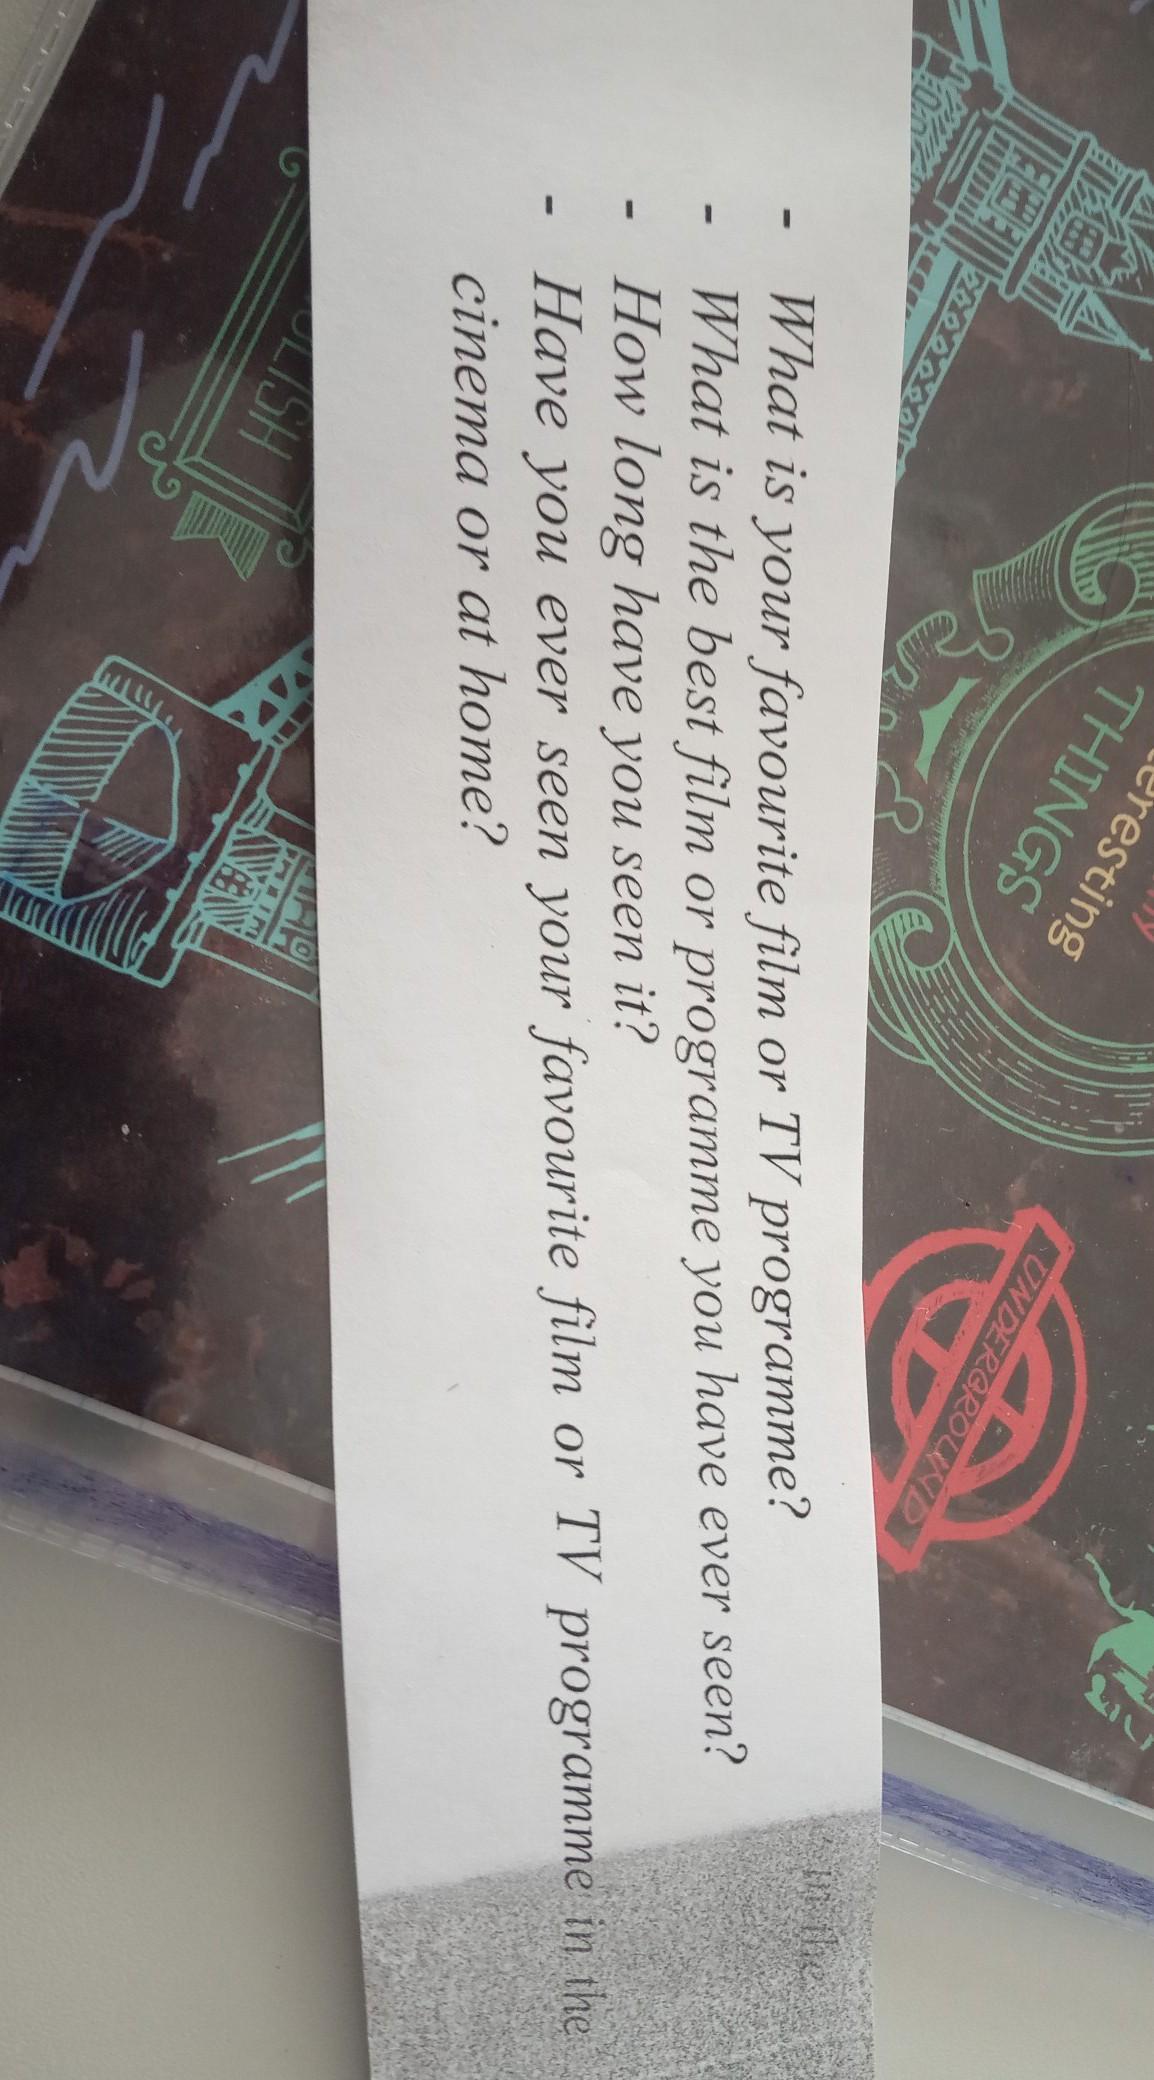 - What is your favourite film or TV programme?
- What is the best film or programme you have ever seen?
- How long have you seen it?
- Have you ever seen your favourite film or TV programme in the
cinema or at home?
THINGS
UNDERGROUND